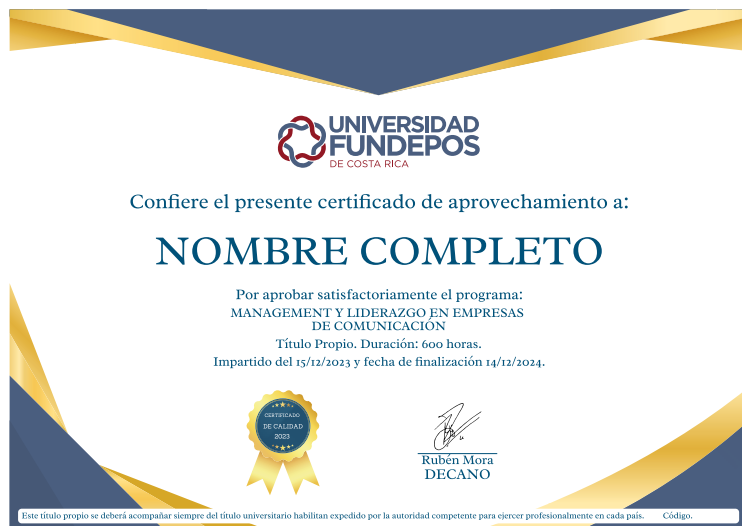 UNIVERSIDAD
FUNDEPOS
DE COSTA RICA
Confiere el presente certificado de aprovechamiento a:
NOMBRE COMPLETO
Por aprobar satisfactoriamente el programa:
MANAGEMENT Y LIDERAZGO EN EMPRESAS
DE COMUNICACIÓN
Título Propio. Duración: 600 horas.
Impartido del 15/12/2023 y fecha de finalización 14/12/2024.
CERTIFICADO
DE CALIDAD
2023
Rubén Mora
DECANO
Este título propio se deberá acompañar siempre del título universitario habilitan expedido por la autoridad competente para ejercer profesionalmente en cada país. Código.